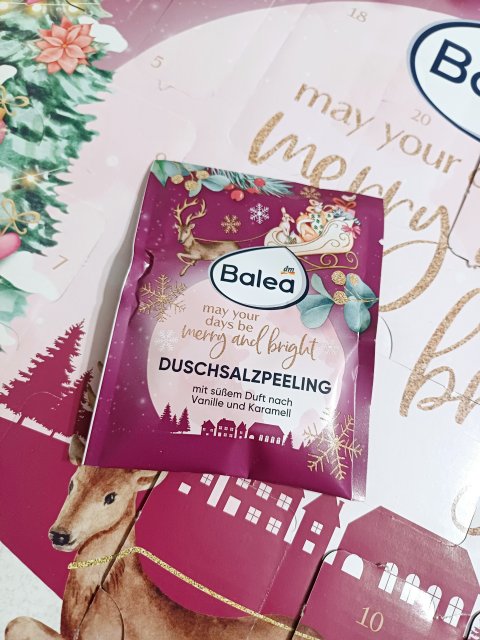 18
5
20
may your
merry
7
dm
Balea
may your
days be
merry and bright
DUSCHSALZPEELING
mit süßem Duft nach
Vanille und Karamell
10